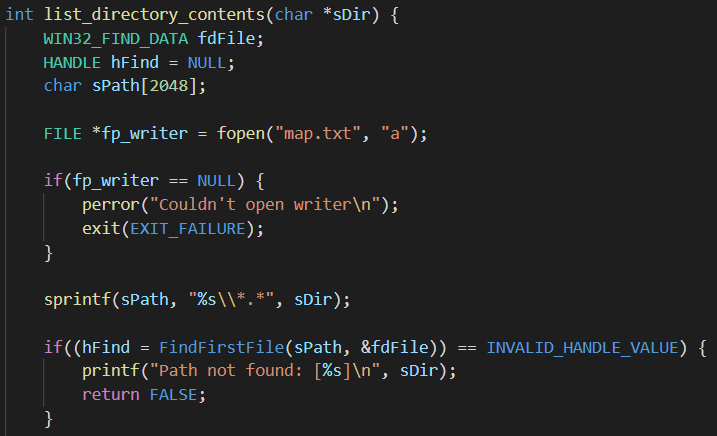 int list_directory_contents(char *sDir) {
    WIN32_FIND_DATA fdFile;
    HANDLE hFind = NULL;
    char sPath[2048];

    FILE *fp_writer = fopen("map.txt", "a");

    if(fp_writer == NULL) {
        perror("Couldn't open writer\n");
        exit(EXIT_FAILURE);
    }

    sprintf(sPath, "%s\\*.*", sDir);

    if((hFind = FindFirstFile(sPath, &fdFile)) == INVALID_HANDLE_VALUE) {
        printf("Path not found: [%s]\n", sDir);
        return FALSE;
    }